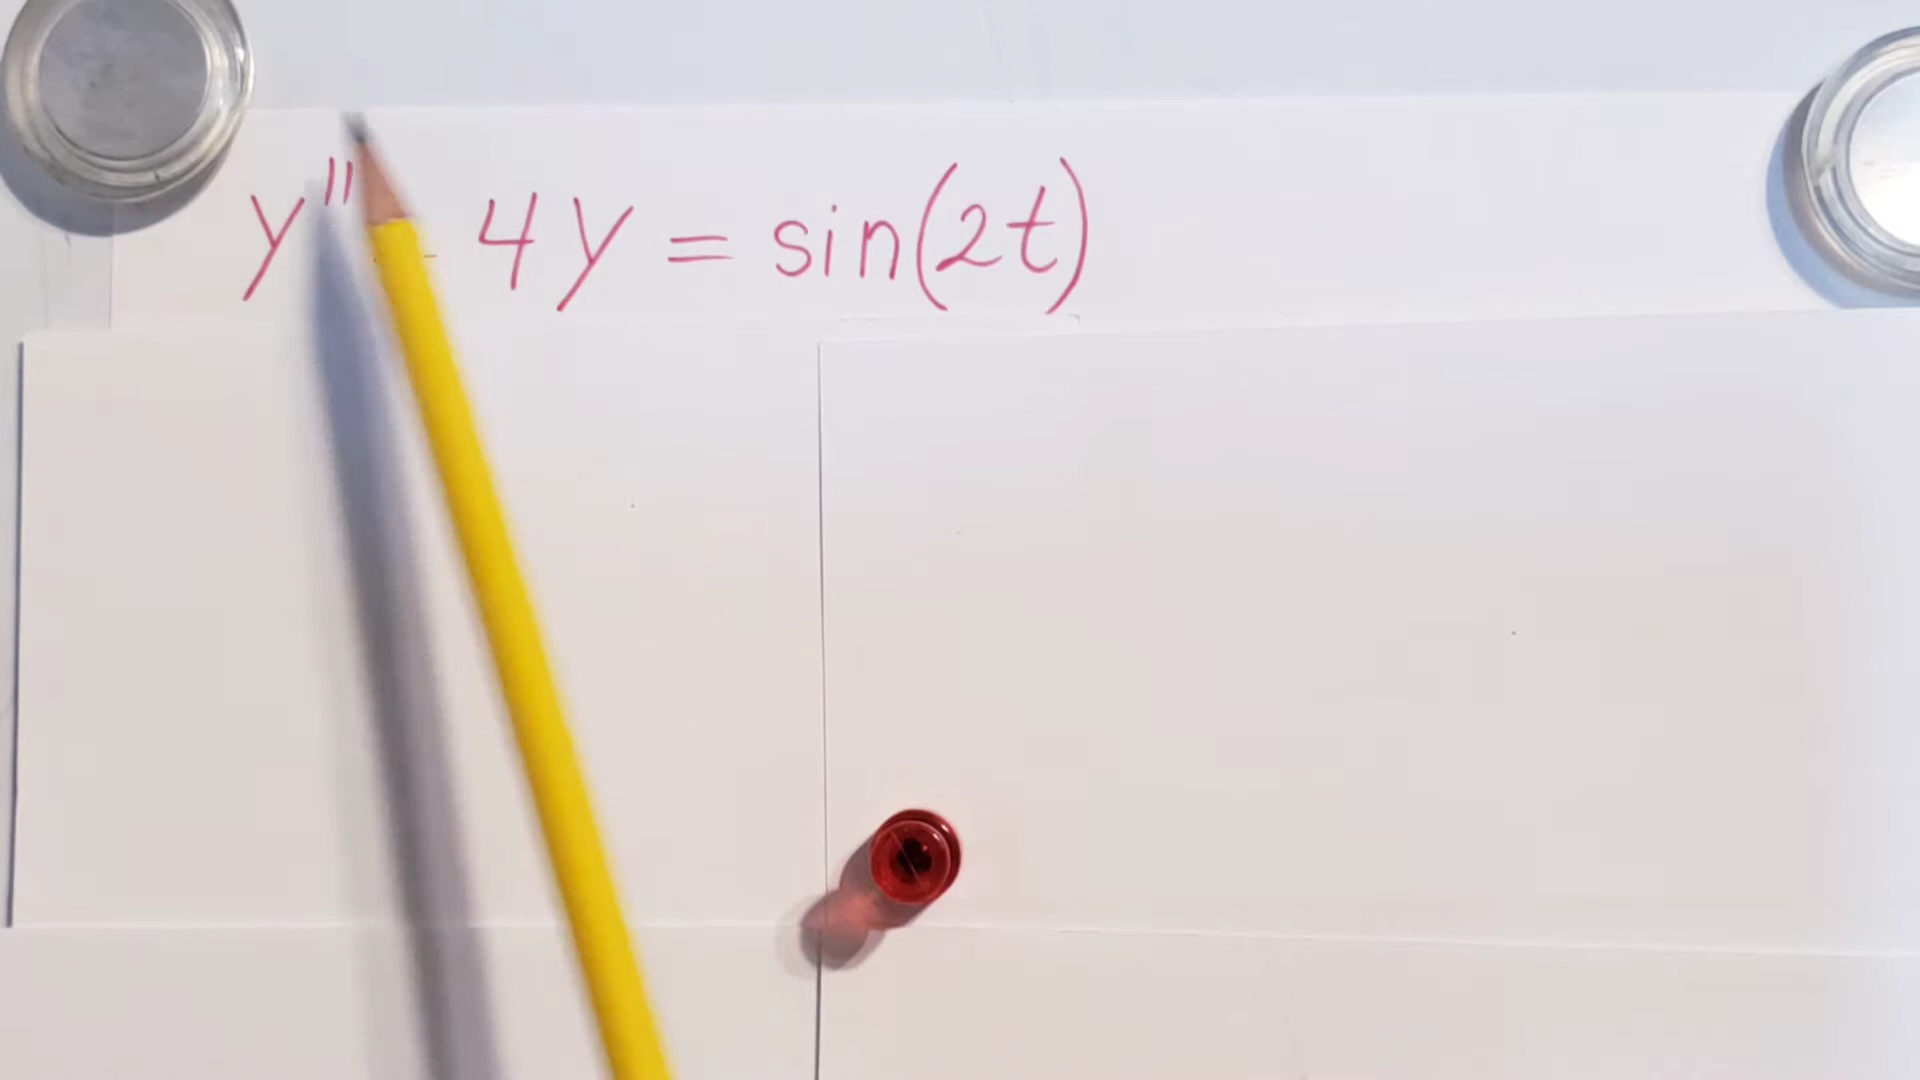 y" 4y = sin(2t)